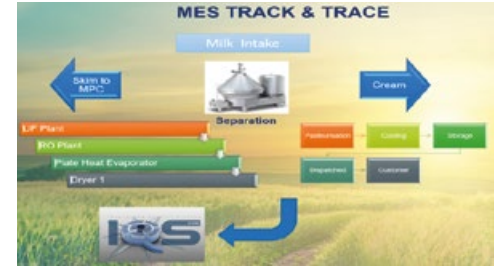 MES TRACK & TRACE
Milk Intake
Skim to
MPC
Cream
Separation
UF Plant
RO Plant
Plate Heat Evaporator
Dryer 1
Pasteurisation
Cooling
Storage
Dispatched
Customer
IQS